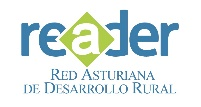 reader
RED ASTURIANA
DE DESARROLLO RURAL